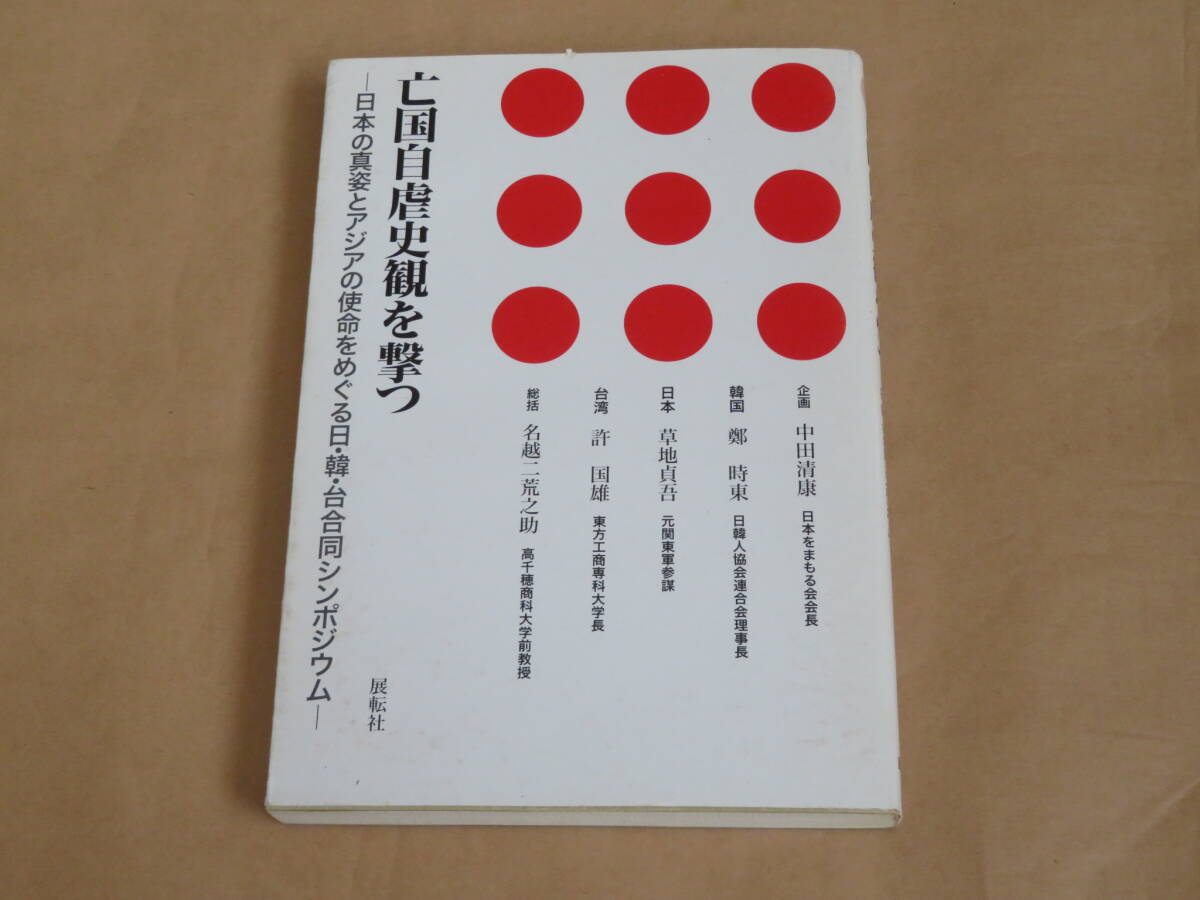 企画 中田清康 日本をまもる会会長
韓国 鄭 時東 日韓人協会連合会理事長
日本 草地貞吾 元関東軍参謀
台湾 許 国雄 東方工商専科大学長
総括 名越二荒之助 高千穂商科大学前教授
亡国自虐史観を撃つ
―日本の真姿とアジアの使命をめぐる日・韓・台合同シンポジウム―
展転社